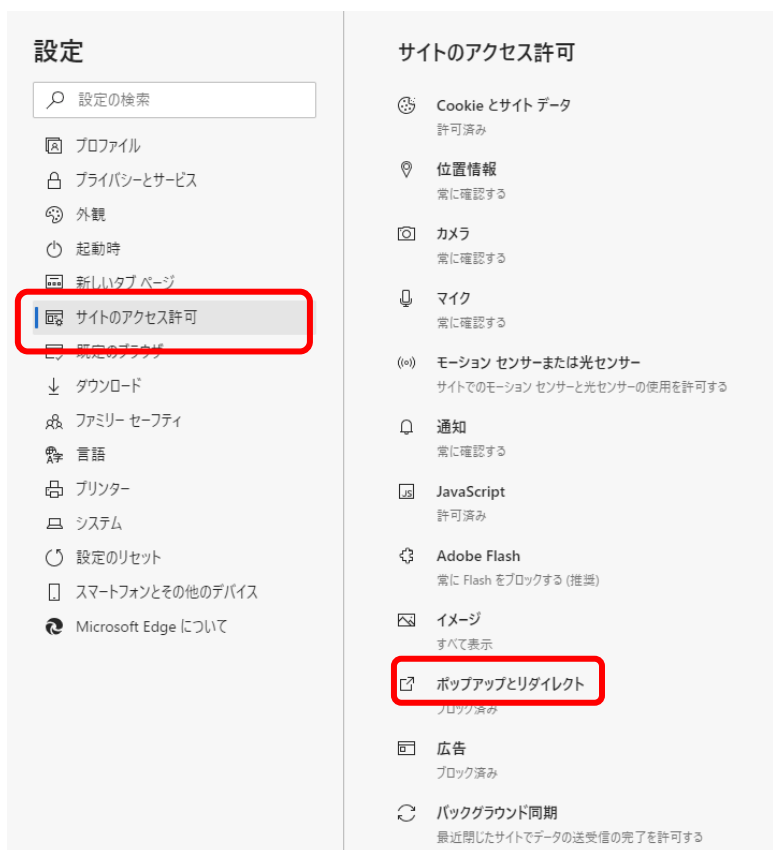 設定
設定の検索
プロファイル
プライバシーとサービス
外観
起動時
新しいタブ ページ
サイトのアクセス許可
既定のブラウザー
ダウンロード
ファミリー セーフティ
言語
プリンター
システム
設定のリセット
スマートフォンとその他のデバイス
Microsoft Edge について
サイトのアクセス許可
Cookie とサイト データ
許可済み
位置情報
常に確認する
カメラ
常に確認する
マイク
常に確認する
モーション センサーまたは光センサー
サイトでのモーション センサーと光センサーの使用を許可する
通知
常に確認する
JavaScript
許可済み
Adobe Flash
常に Flash をブロックする (推奨)
イメージ
すべて表示
ポップアップとリダイレクト
ブロック済み
広告
ブロック済み
バックグラウンド同期
最近閉じたサイトでデータの送受信の完了を許可する